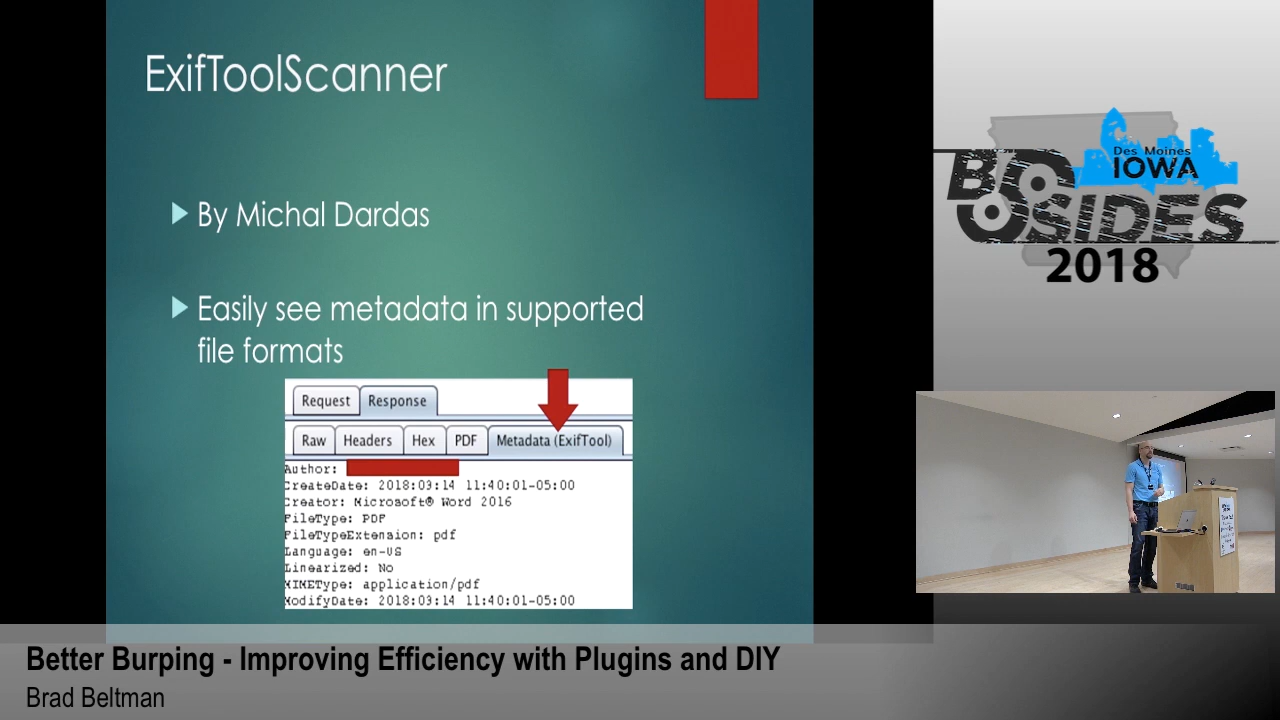 ExifToolScanner
By Michal Dardas
Easily see metadata in supported
file formats
Request Response
Raw Headers Hex PDF Metadata (ExifTool)
Author:
CreateDate: 2018:03:14 11:40:01-05:00
Creator: Microsoft® Word 2016
FileType: PDF
FileTypeExtension: pdf
Language: en-US
Linearized: No
MIMEType: application/pdf
ModifyDate: 2018:03:14 11:40:01-05:00
Des Moines
IOWA
BSIDES
2018
Better Burping - Improving Efficiency with Plugins and DIY
Brad Beltman